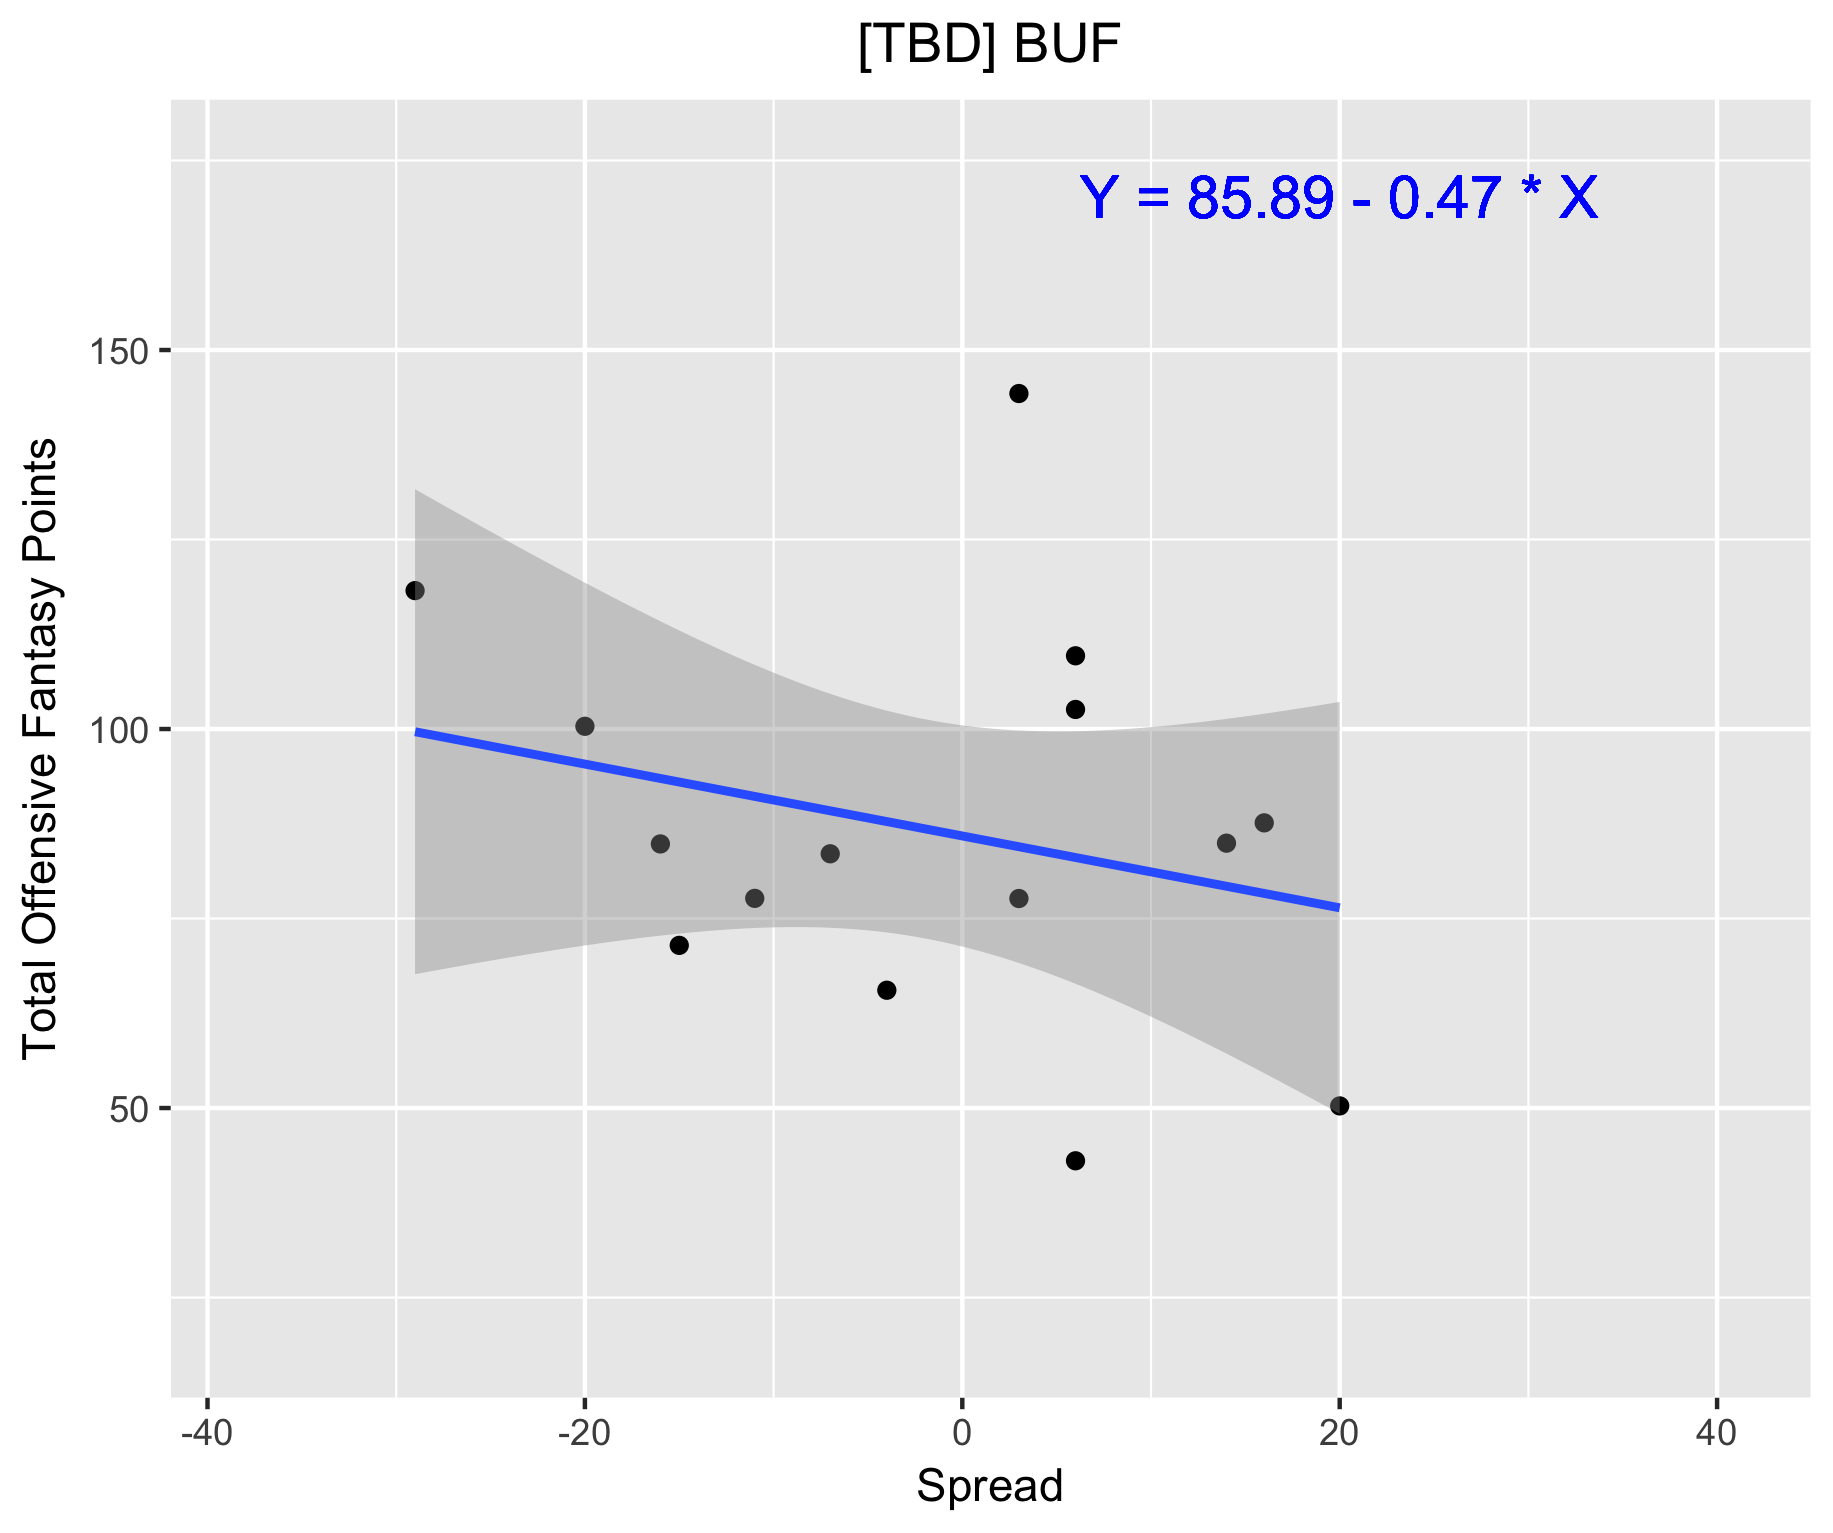 [TBD] BUF
Y = 85.89 - 0.47 * X
Total Offensive Fantasy Points
150
100
50
-40
-20
0
20
40
Spread